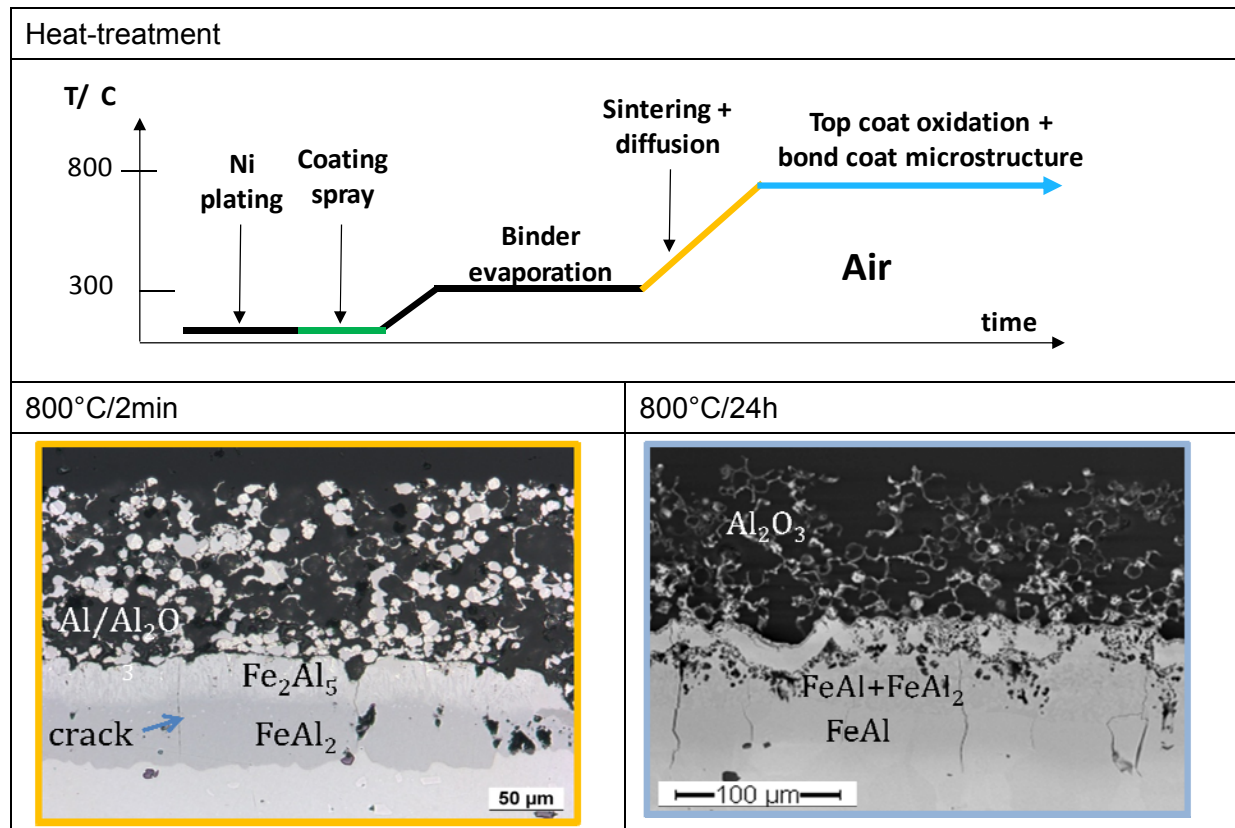 Heat-treatment
T/ C
800
300
Ni
plating
Coating
spray
Binder
evaporation
Sintering +
diffusion
Top coat oxidation +
bond coat microstructure
Air
time
800°C/2min
800°C/24h
Al/Al₂O
3
Fe₂Al₅
crack
FeAl₂
50 µm
Al₂O₃
FeAl+FeAl₂
FeAl
100 µm